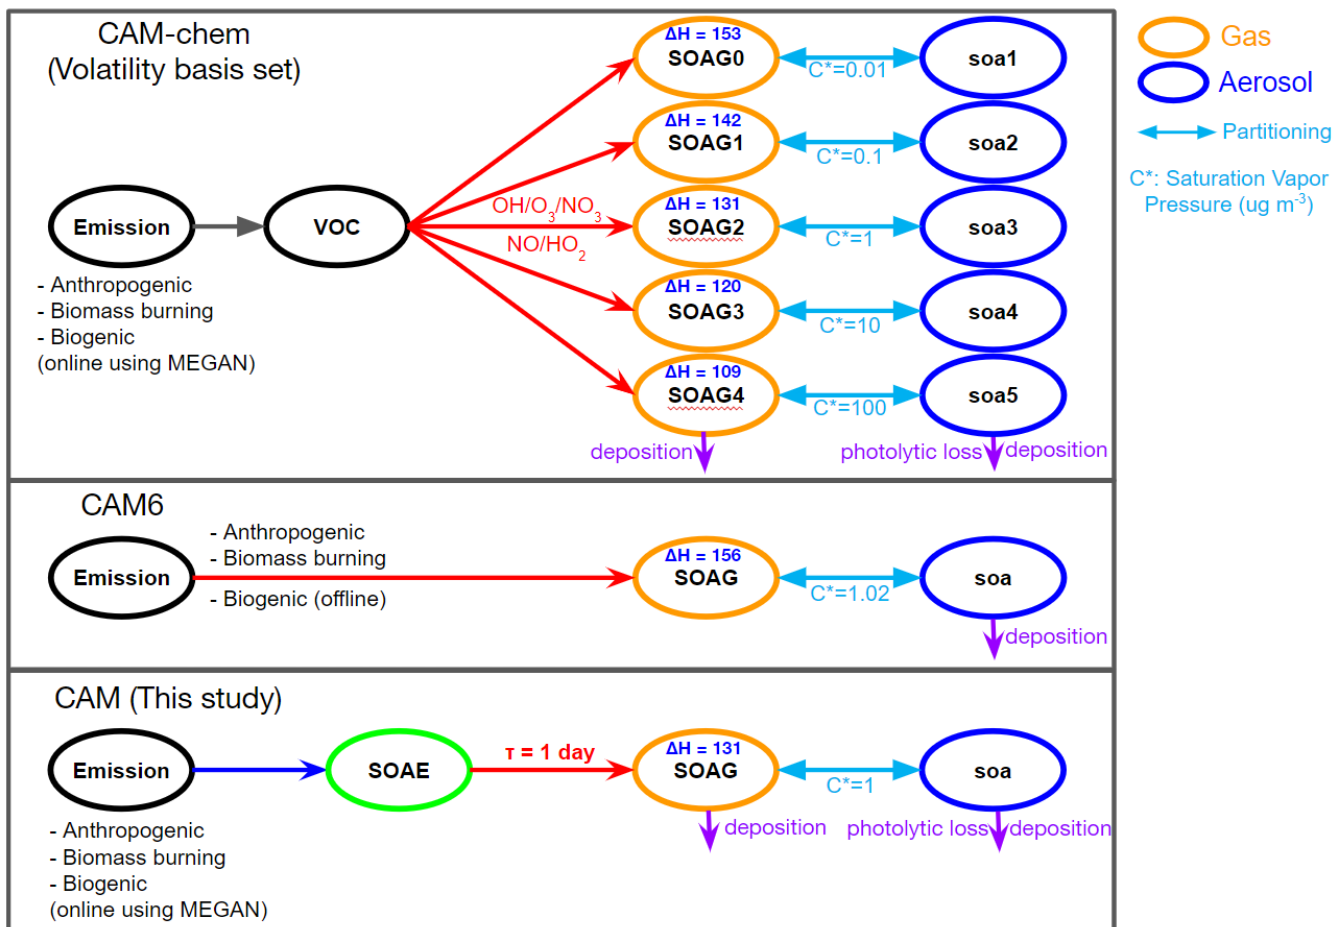 CAM-chem
(Volatility basis set)
Emission
VOC
- Anthropogenic
- Biomass burning
- Biogenic
(online using MEGAN)
OH/O₃/NO₃
NO/HO₂
ΔH = 153
SOAG0
C*=0.01
soa1
ΔH = 142
SOAG1
C*=0.1
soa2
ΔH = 131
SOAG2
C*=1
soa3
ΔH = 120
SOAG3
C*=10
soa4
ΔH = 109
SOAG4
C*=100
soa5
deposition
photolytic loss
deposition
Gas
Aerosol
Partitioning
C*: Saturation Vapor
Pressure (ug m⁻³)
CAM6
Emission
- Anthropogenic
- Biomass burning
- Biogenic (offline)
ΔH = 156
SOAG
C*=1.02
soa
deposition
CAM (This study)
Emission
SOAE
τ = 1 day
ΔH = 131
SOAG
C*=1
soa
- Anthropogenic
- Biomass burning
- Biogenic
(online using MEGAN)
deposition
photolytic loss
deposition